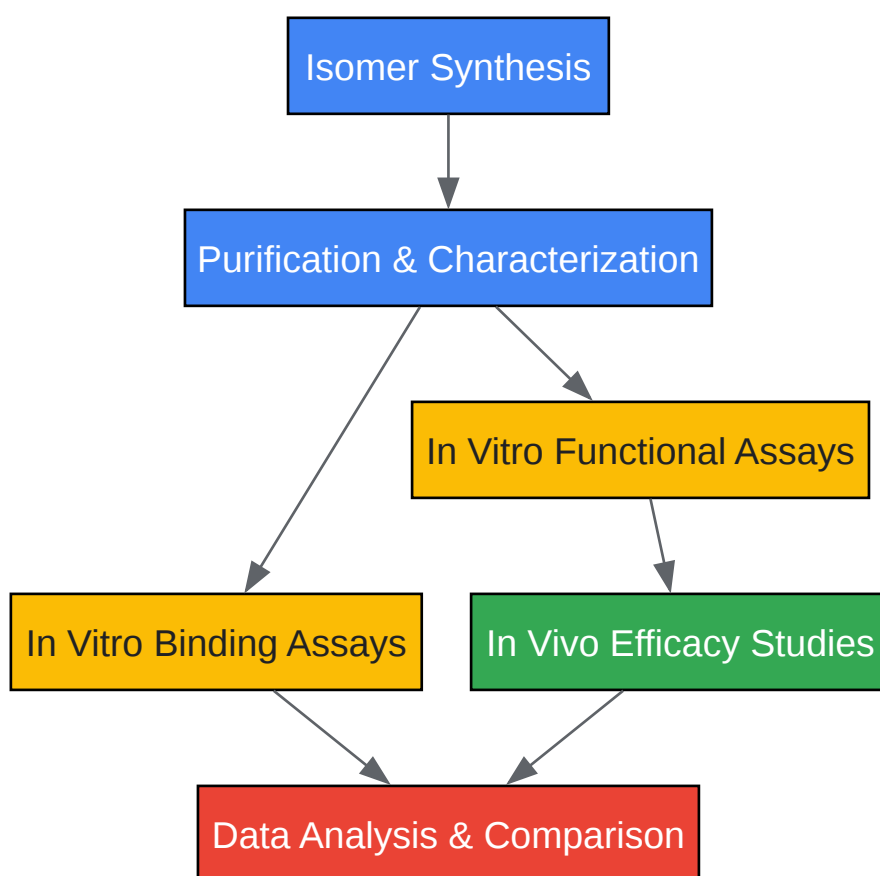 Isomer Synthesis
Purification & Characterization
In Vitro Functional Assays
In Vitro Binding Assays
In Vivo Efficacy Studies
Data Analysis & Comparison